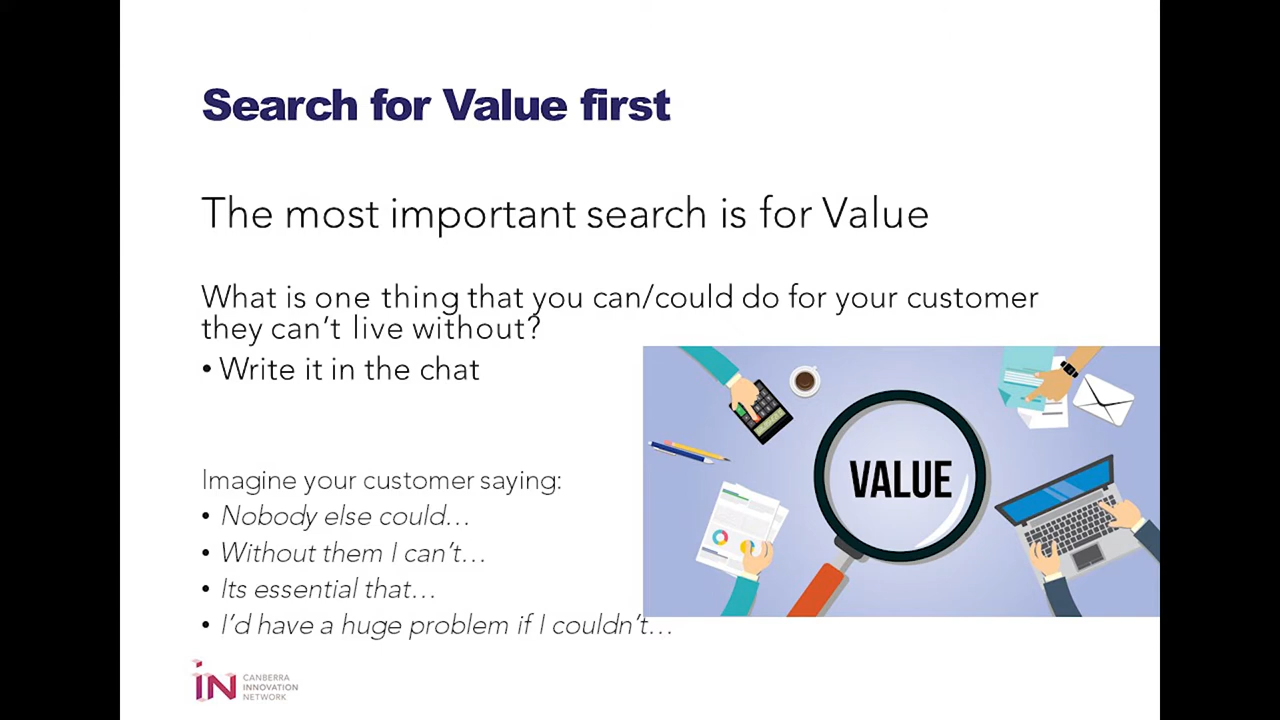 Search for Value first
The most important search is for Value
What is one thing that you can/could do for your customer
they can't live without?
• Write it in the chat
VALUE
Imagine your customer saying:
• Nobody else could…
• Without them I can't…
• Its essential that…
• I'd have a huge problem if I couldn't…
iN
CANBERRA
INNOVATION
NETWORK